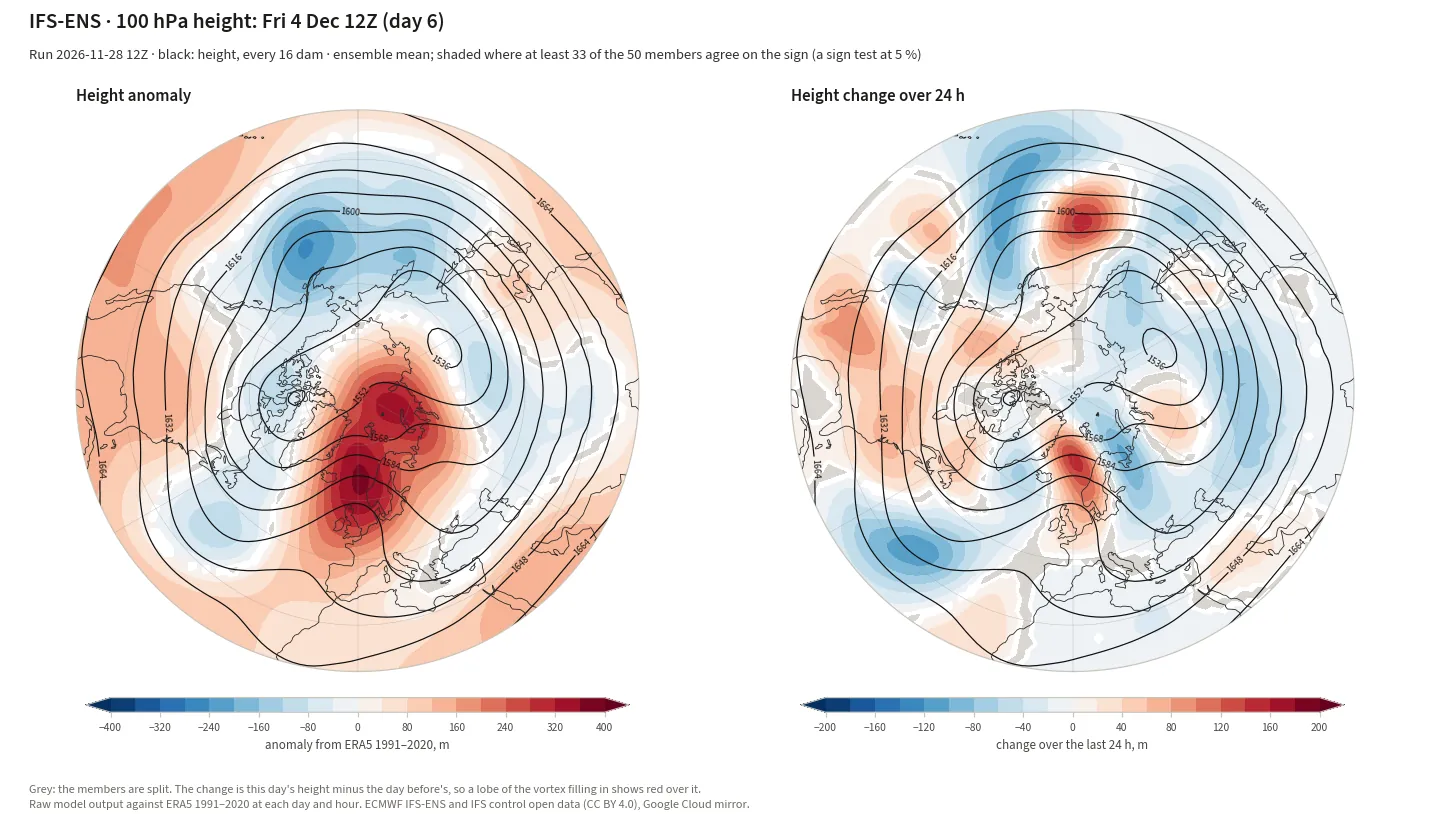 IFS-ENS · 100 hPa height: Fri 4 Dec 12Z (day 6)
Run 2026-11-28 12Z · black: height, every 16 dam · ensemble mean; shaded where at least 33 of the 50 members agree on the sign (a sign test at 5 %)
Height anomaly
Height change over 24 h
1600
1664
1616
1536
1552
1632
1568
1584
1664
1648
1664
1600
1664
1616
1536
1552
1632
1568
1584
1664
1648
1664
−400 −320 −240 −160 −80 0 80 160 240 320 400
anomaly from ERA5 1991–2020, m
−200 −160 −120 −80 −40 0 40 80 120 160 200
change over the last 24 h, m
Grey: the members are split. The change is this day's height minus the day before's, so a lobe of the vortex filling in shows red over it.
Raw model output against ERA5 1991–2020 at each day and hour. ECMWF IFS-ENS and IFS control open data (CC BY 4.0), Google Cloud mirror.